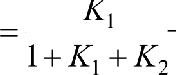 = K₁ / (1 + K₁ + K₂) -